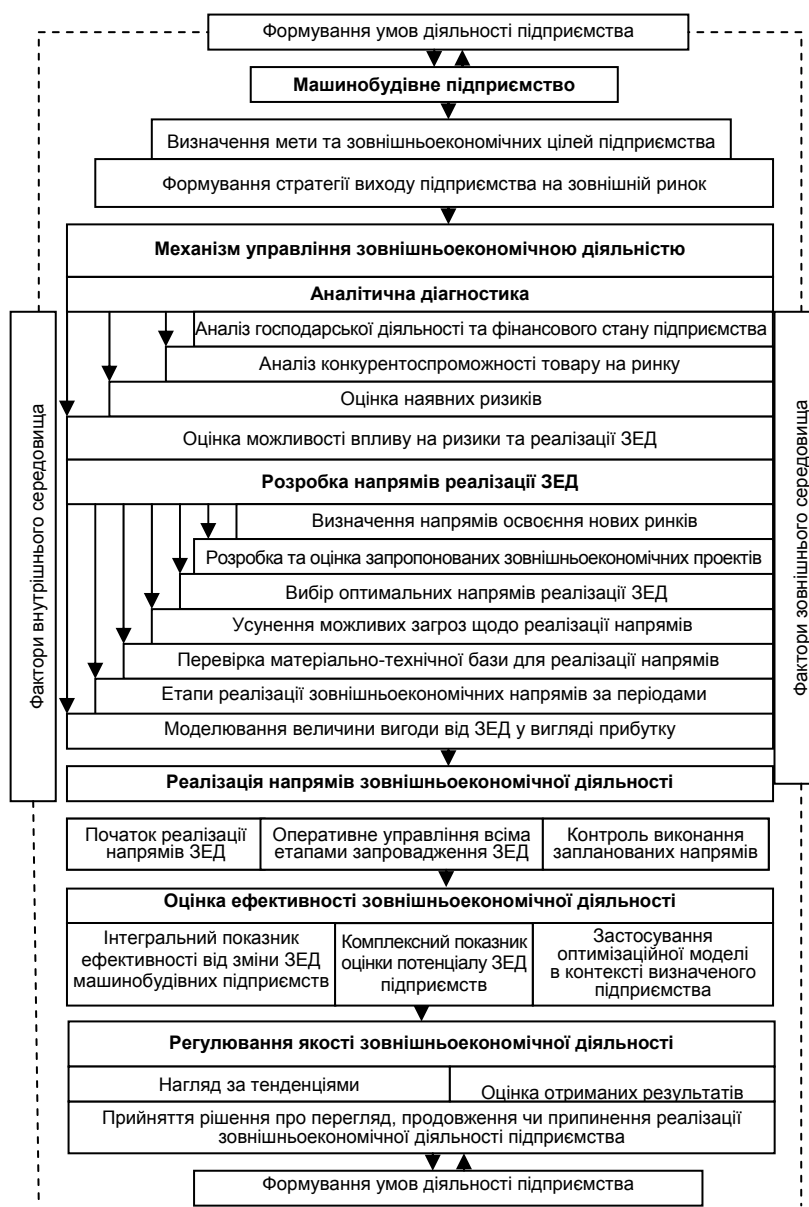 Формування умов діяльності підприємства
Машинобудівне підприємство
Визначення мети та зовнішньоекономічних цілей підприємства
Формування стратегії виходу підприємства на зовнішній ринок
Механізм управління зовнішньоекономічною діяльністю
Аналітична діагностика
Аналіз господарської діяльності та фінансового стану підприємства
Аналіз конкурентоспроможності товару на ринку
Оцінка наявних ризиків
Оцінка можливості впливу на ризики та реалізації ЗЕД
Розробка напрямів реалізації ЗЕД
Визначення напрямів освоєння нових ринків
Розробка та оцінка запропонованих зовнішньоекономічних проектів
Вибір оптимальних напрямів реалізації ЗЕД
Усунення можливих загроз щодо реалізації напрямів
Перевірка матеріально-технічної бази для реалізації напрямів
Етапи реалізації зовнішньоекономічних напрямів за періодами
Моделювання величини вигоди від ЗЕД у вигляді прибутку
Фактори внутрішнього середовища
Фактори зовнішнього середовища
Реалізація напрямів зовнішньоекономічної діяльності
Початок реалізації
напрямів ЗЕД
Оперативне управління всіма
етапами запровадження ЗЕД
Контроль виконання
запланованих напрямів
Оцінка ефективності зовнішньоекономічної діяльності
Інтегральний показник
ефективності від зміни ЗЕД
машинобудівних підприємств
Комплексний показник
оцінки потенціалу ЗЕД
підприємств
Застосування
оптимізаційної моделі
в контексті визначеного
підприємства
Регулювання якості зовнішньоекономічної діяльності
Нагляд за тенденціями
Оцінка отриманих результатів
Прийняття рішення про перегляд, продовження чи припинення реалізації
зовнішньоекономічної діяльності підприємства
Формування умов діяльності підприємства